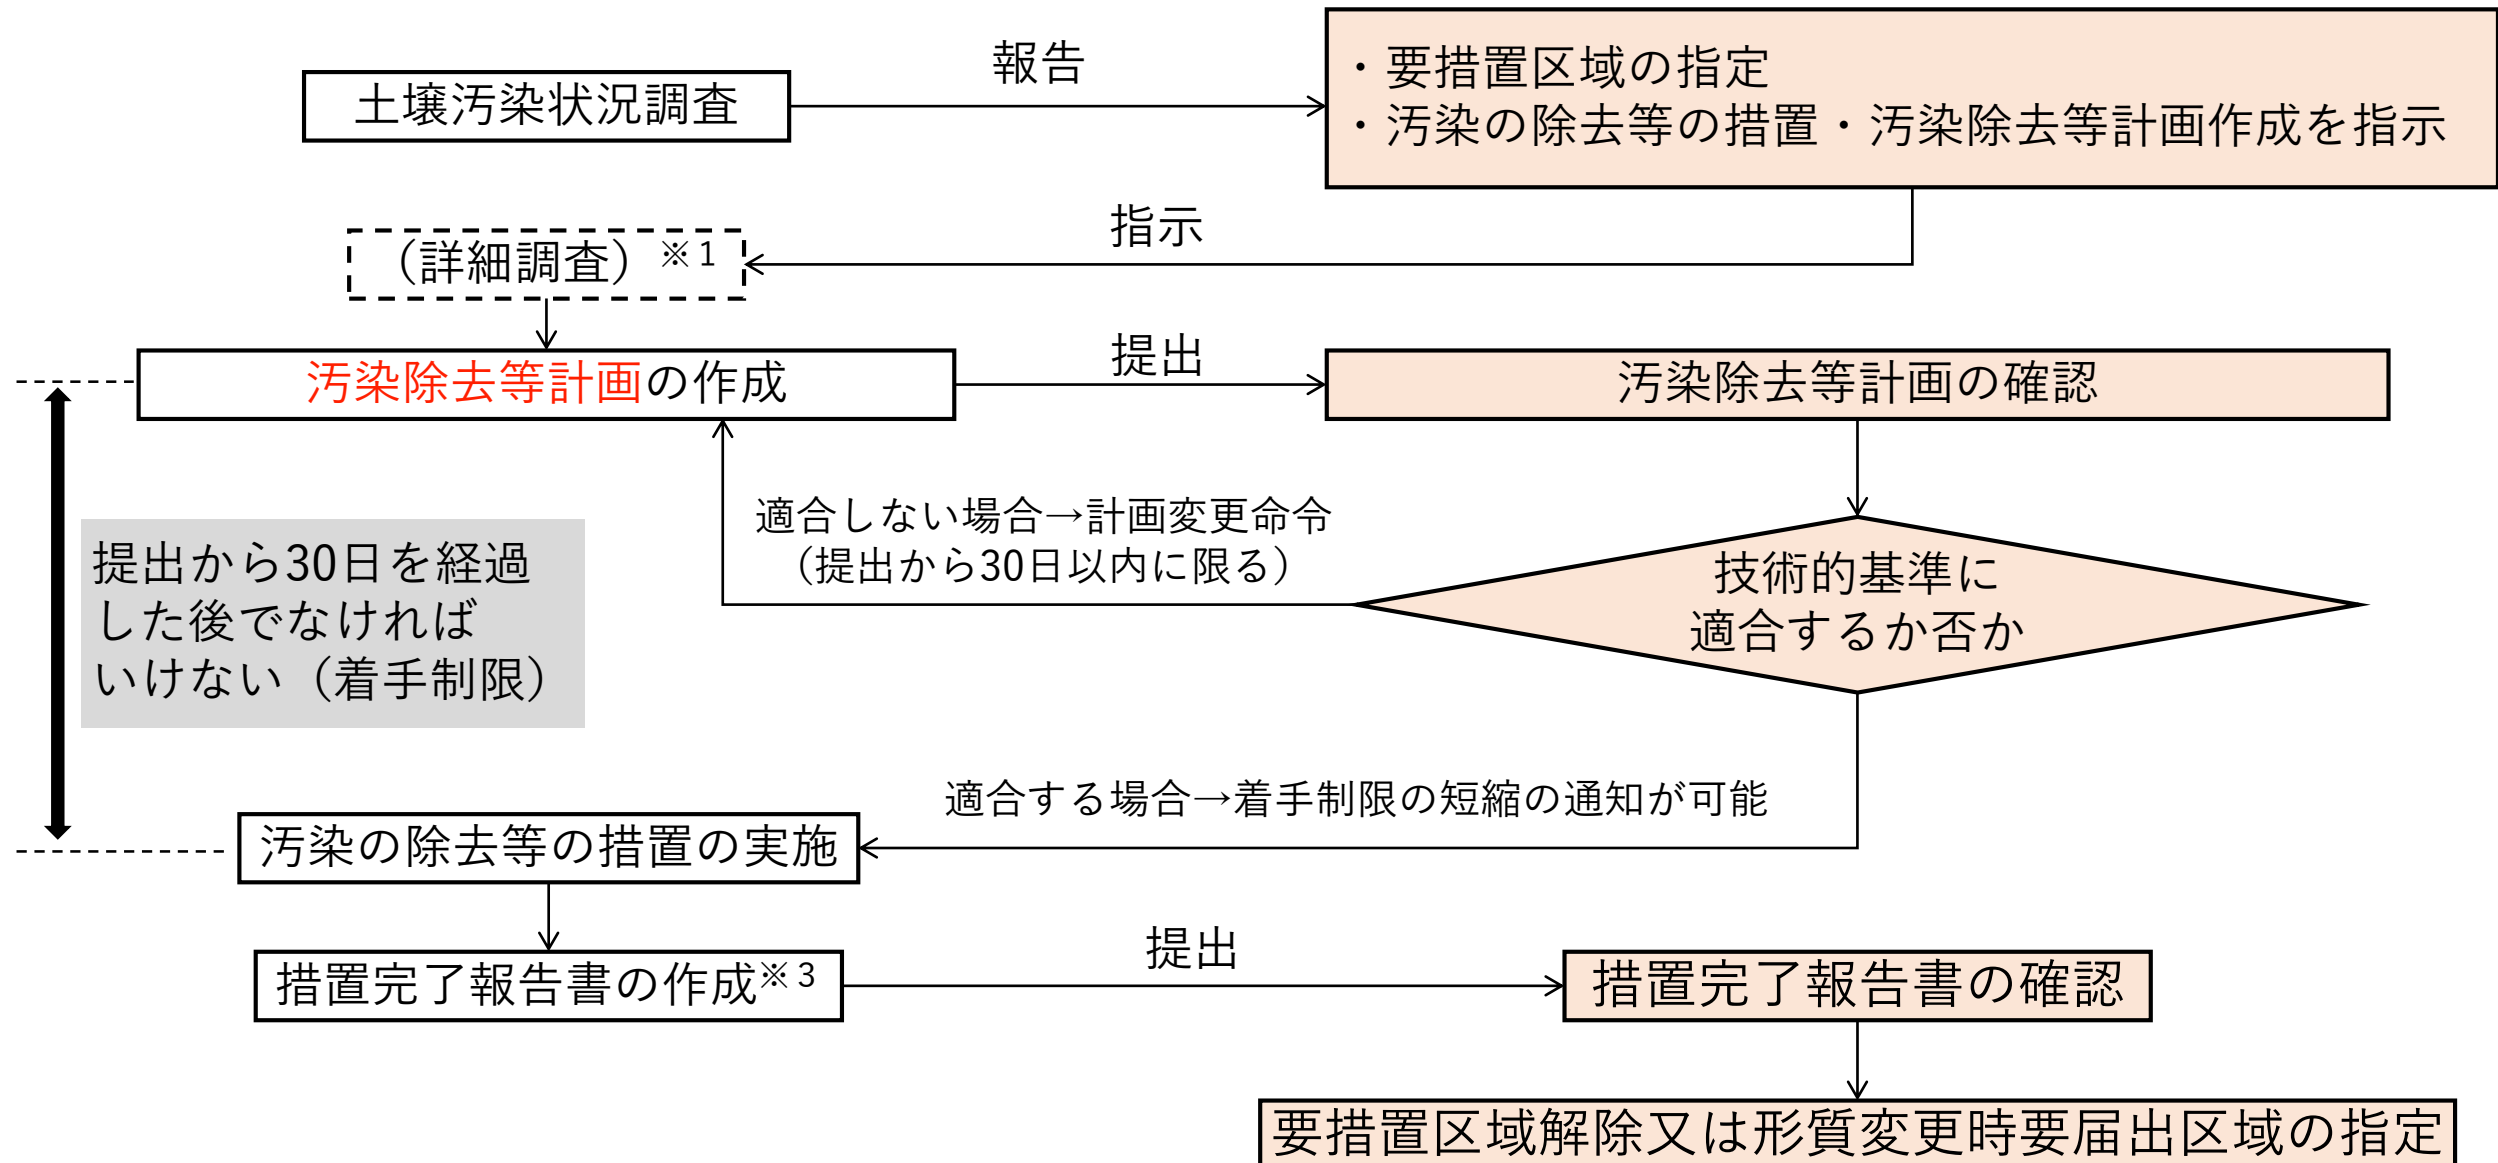 報告
土壌汚染状況調査
・要措置区域の指定
・汚染の除去等の措置・汚染除去等計画作成を指示
指示
（詳細調査）※1
提出
汚染除去等計画の作成
汚染除去等計画の確認
適合しない場合→計画変更命令
（提出から30日以内に限る）
提出から30日を経過
した後でなければ
いけない（着手制限）
技術的基準に
適合するか否か
適合する場合→着手制限の短縮の通知が可能
汚染の除去等の措置の実施
提出
措置完了報告書の作成※3
措置完了報告書の確認
要措置区域解除又は形質変更時要届出区域の指定